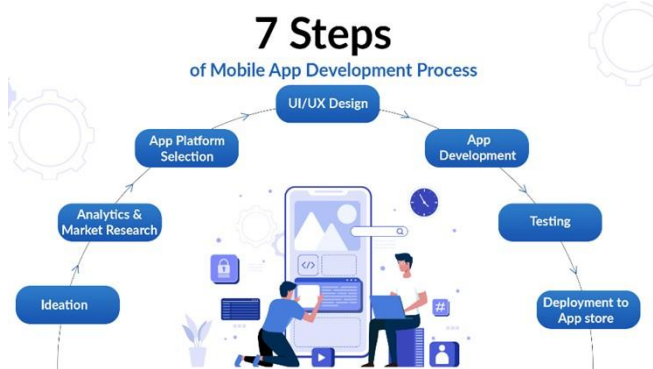 7 Steps
of Mobile App Development Process
Ideation
Analytics &
Market Research
App Platform
Selection
UI/UX Design
App
Development
Testing
Deployment to
App store
</>
#